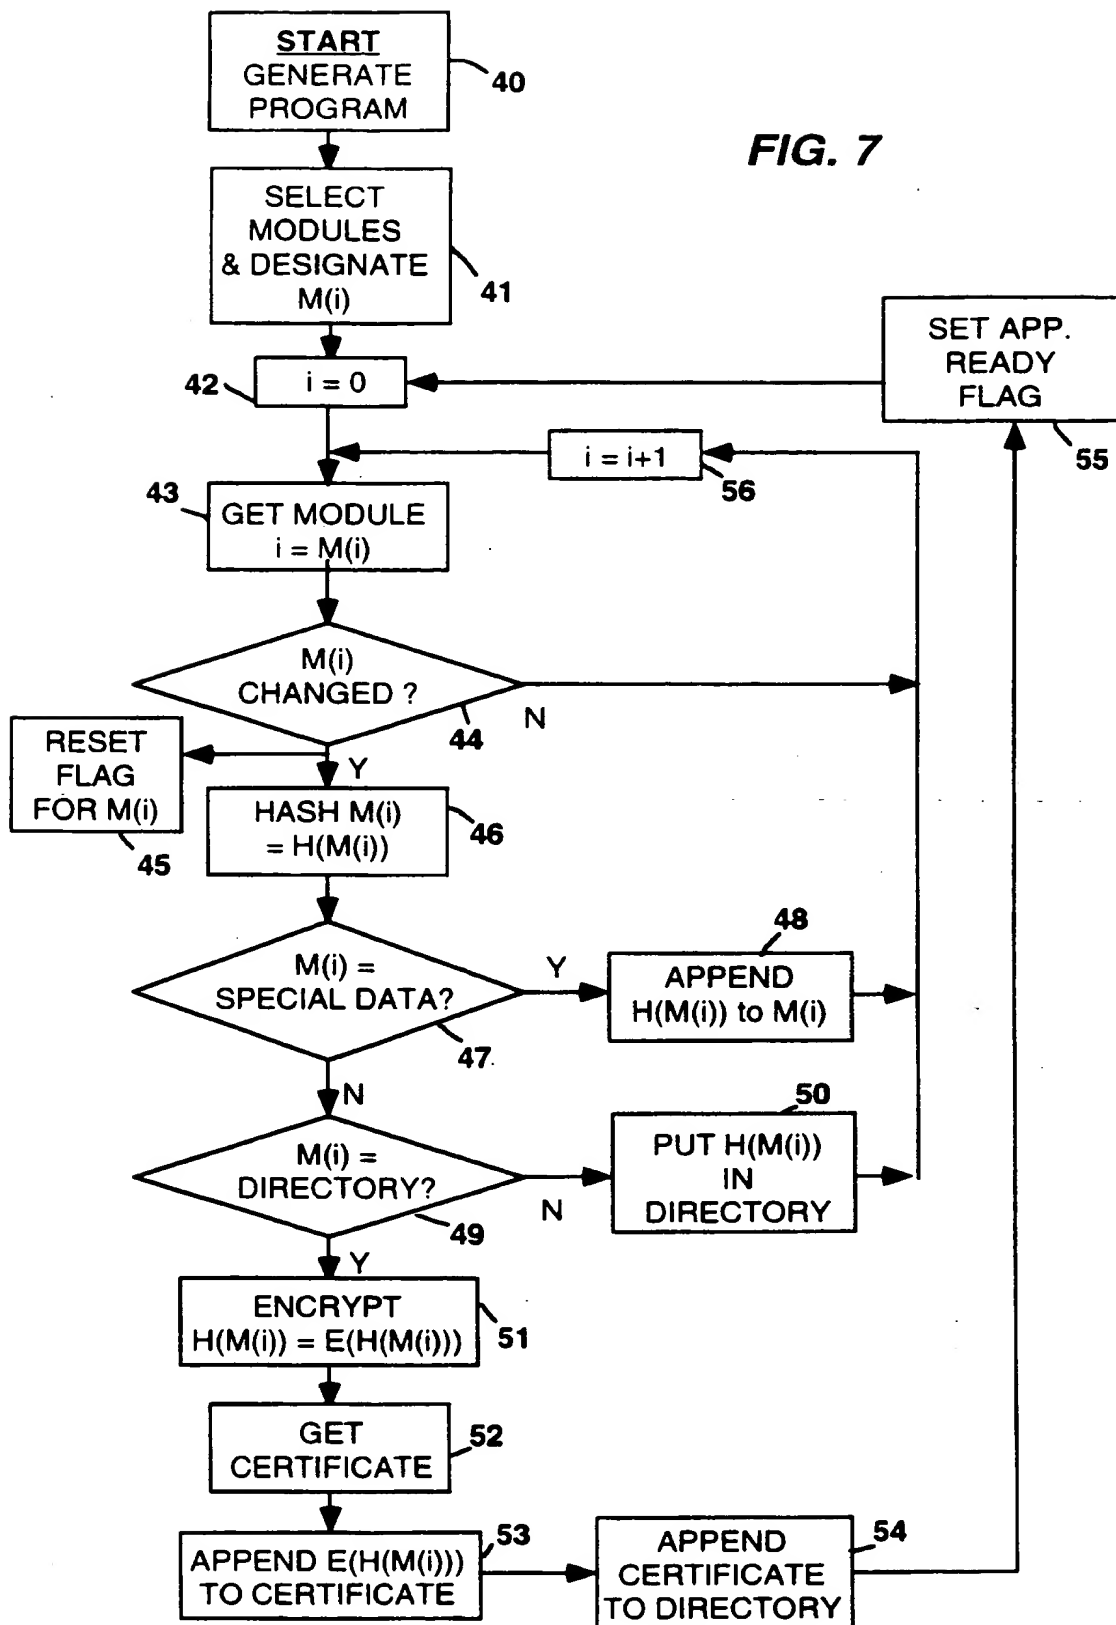 START
GENERATE
PROGRAM
40
FIG. 7
SELECT
MODULES
& DESIGNATE
M(i)
41
SET APP.
READY
FLAG
55
42
i = 0
i = i+1
56
43
GET MODULE
i = M(i)
M(i)
CHANGED ?
44
N
RESET
FLAG
FOR M(i)
45
Y
HASH M(i)
= H(M(i))
46
M(i) =
SPECIAL DATA?
47
Y
48
APPEND
H(M(i)) to M(i)
N
M(i) =
DIRECTORY?
49
N
50
PUT H(M(i))
IN
DIRECTORY
Y
ENCRYPT
H(M(i)) = E(H(M(i)))
51
GET
CERTIFICATE
52
APPEND E(H(M(i)))
TO CERTIFICATE
53
APPEND
CERTIFICATE
TO DIRECTORY
54